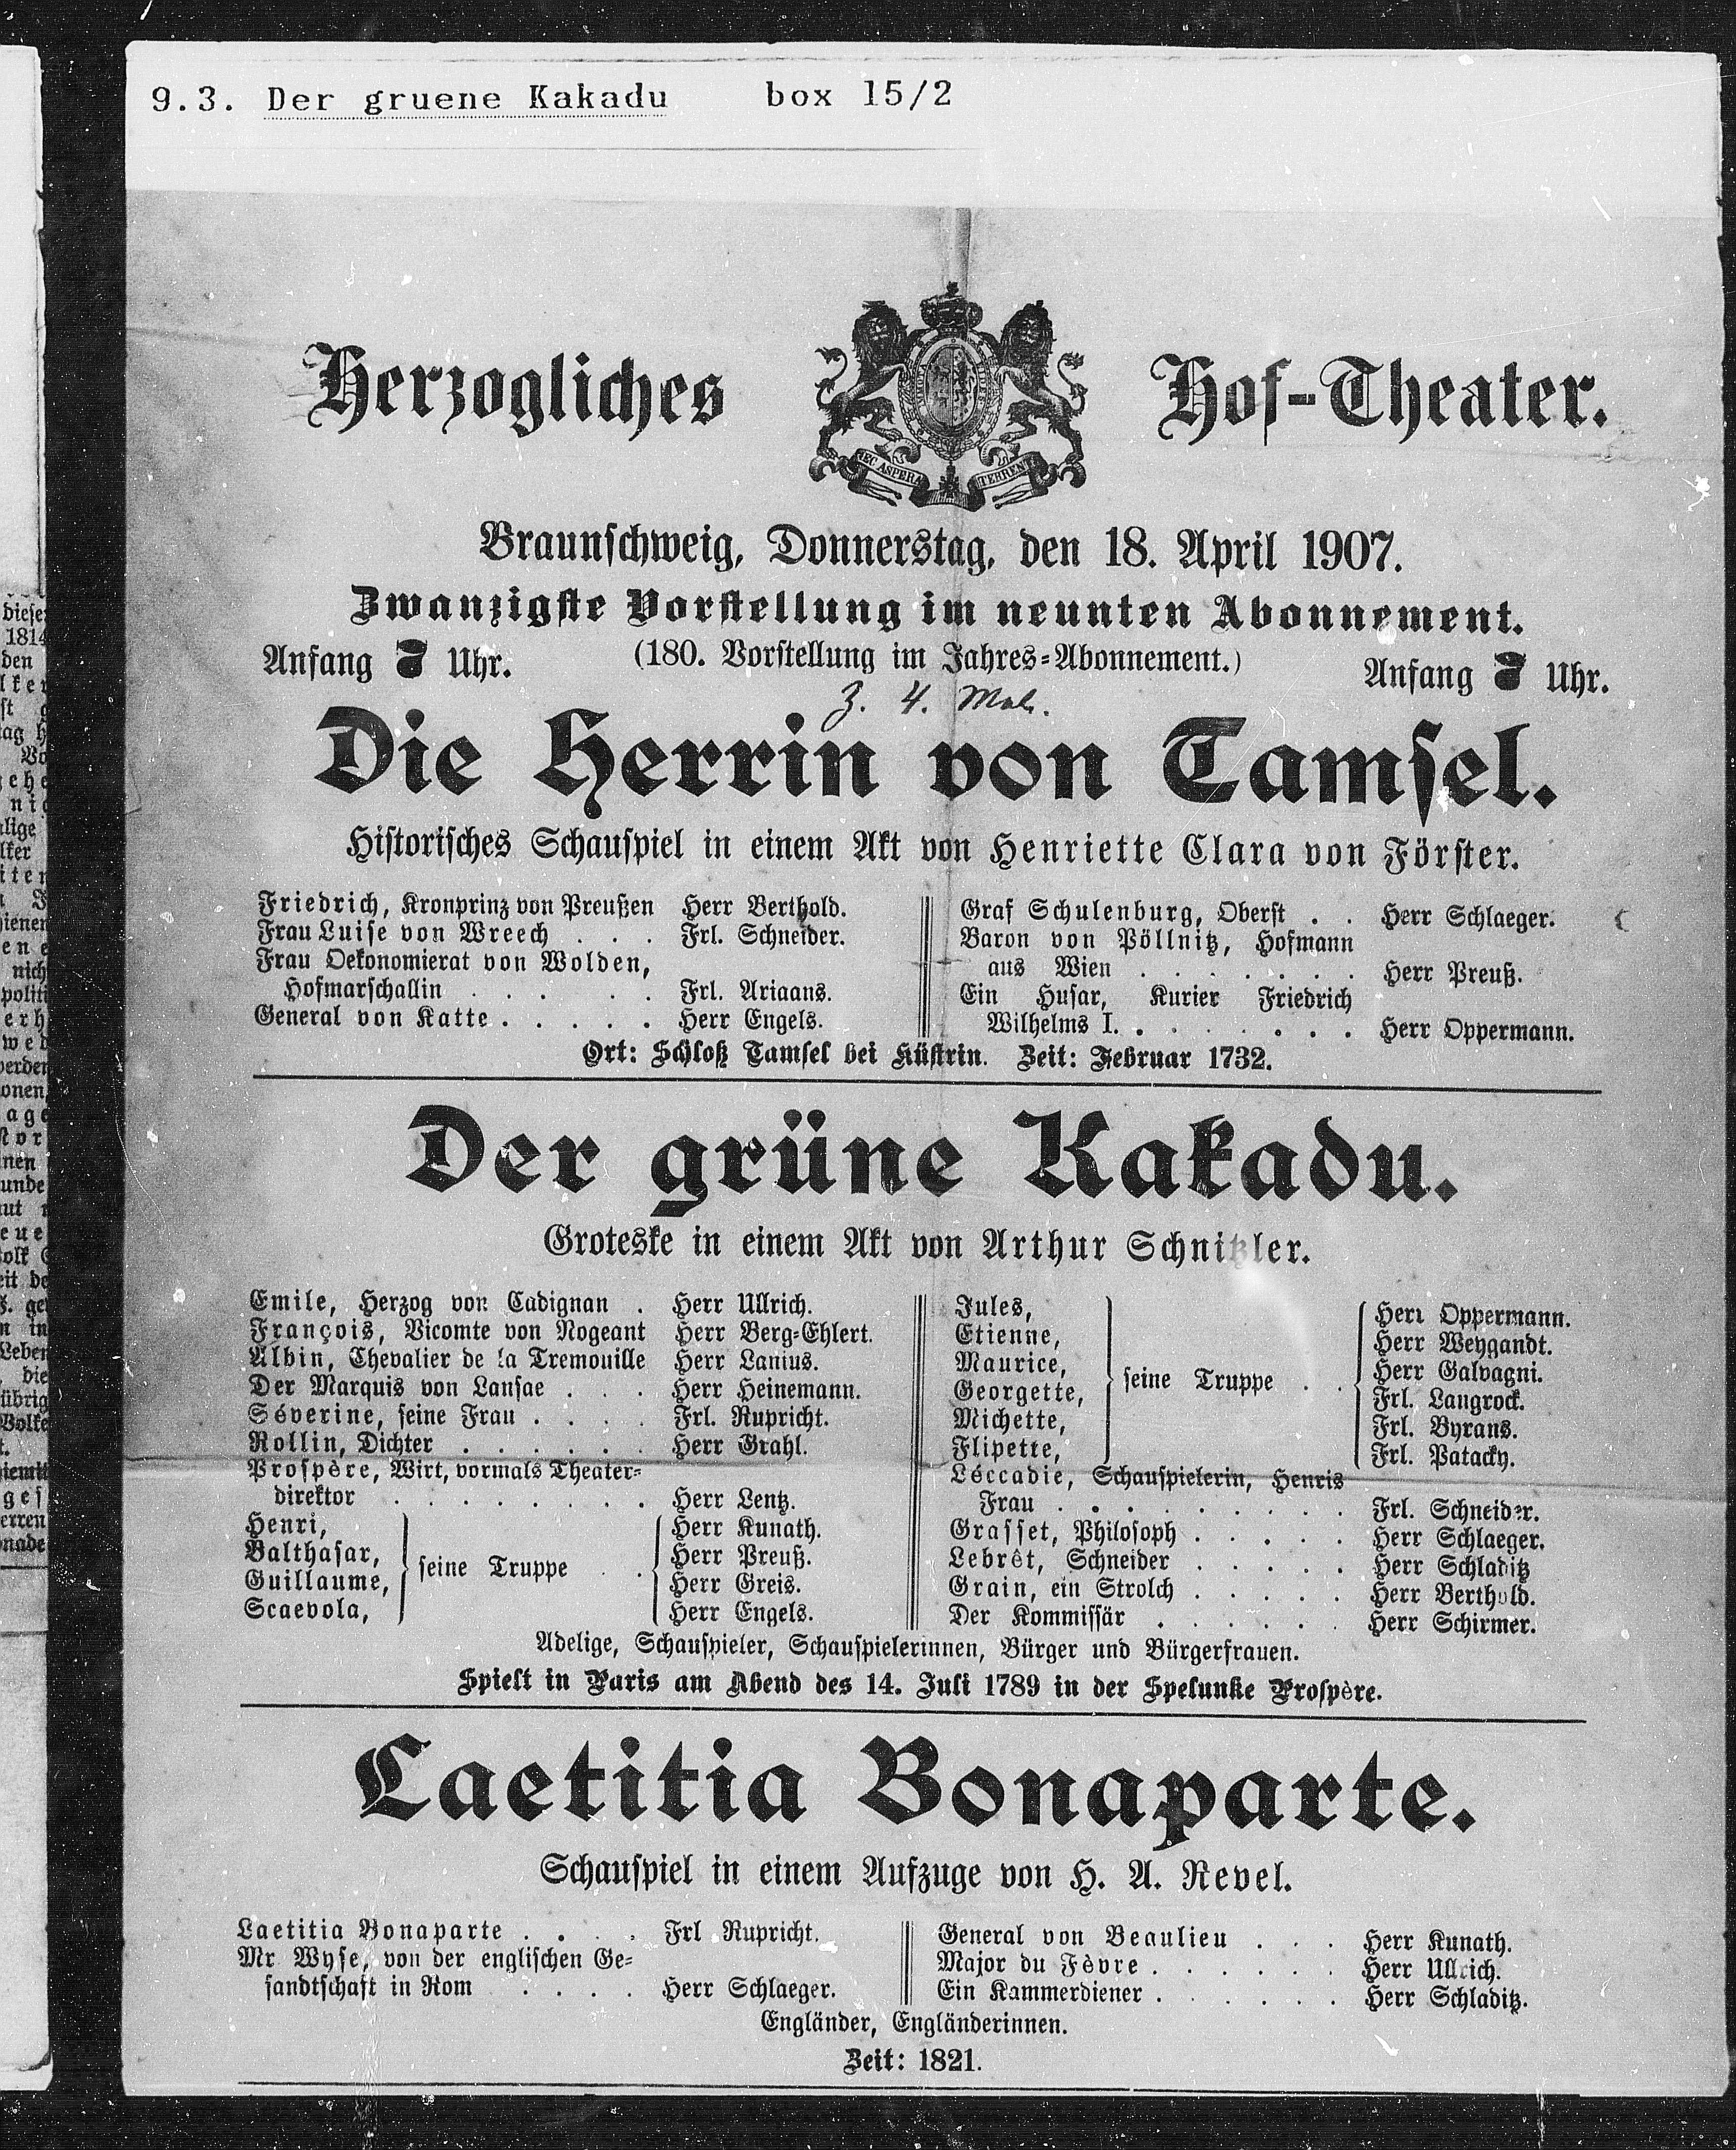 9.3. Der gruene Kakadu box 15/2
Herzogliches Hof-Theater.
NEC ASPERA TERRENT
Braunschweig, Donnerstag, den 18. April 1907.
Zwanzigste Vorstellung im neunten Abonnement.
Anfang 7 Uhr. (180. Vorstellung im Jahres-Abonnement.) Anfang 7 Uhr.
Z. 4. Male.
Die Herrin von Tamsel.
Historisches Schauspiel in einem Akt von Henriette Clara von Förster.
Friedrich, Kronprinz von Preußen Herr Berthold.
Frau Luise von Wreech . . . Frl. Schneider.
Frau Oekonomierat von Wolden,
Hofmarschallin . . . . . Frl. Ariaans.
General von Katte . . . . . Herr Engels.
Graf Schulenburg, Oberst . . Herr Schlaeger.
Baron von Pöllnitz, Hofmann
aus Wien . . . . . . . Herr Preuß.
Ein Husar, Kurier Friedrich
Wilhelms I. . . . . . . . Herr Oppermann.
Ort: Schloß Tamsel bei Küstrin. Zeit: Februar 1732.
Der grüne Kakadu.
Groteske in einem Akt von Arthur Schnitzler.
Emile, Herzog von Cadignan . Herr Ullrich.
François, Vicomte von Nogeant Herr Berg-Ehlert.
Albin, Chevalier de la Tremouille Herr Lanius.
Der Marquis von Lansac . . . Herr Heinemann.
Séverine, seine Frau . . . . Frl. Rupricht.
Rollin, Dichter . . . . . . Herr Grahl.
Prospère, Wirt, vormals Theater-
direktor . . . . . . . Herr Lentz.
Henri, Herr Kunath.
Balthasar, Herr Preuß.
seine Truppe . .
Guillaume, Herr Greis.
Scaevola, Herr Engels.
Jules, Herr Oppermann.
Etienne, Herr Weygandt.
Maurice, Herr Galvagni.
seine Truppe . .
Georgette, Frl. Langrock.
Michette, Frl. Byrans.
Flipette, Frl. Patacky.
Léccadie, Schauspielerin, Henris
Frau . . . . . . . . Frl. Schneider.
Grasset, Philosoph . . . . . Herr Schlaeger.
Lebrêt, Schneider . . . . . Herr Schladitz
Grain, ein Strolch . . . . . Herr Berthold.
Der Kommissär . . . . . . Herr Schirmer.
Adelige, Schauspieler, Schauspielerinnen, Bürger und Bürgerfrauen.
Spielt in Paris am Abend des 14. Juli 1789 in der Spelunke Prospère.
Laetitia Bonaparte.
Schauspiel in einem Aufzuge von H. A. Revel.
Laetitia Bonaparte . . . . Frl Rupricht.
Mr. Wyse, von der englischen Ge-
sandtschaft in Rom . . . . Herr Schlaeger.
General von Beaulieu . . . Herr Kunath.
Major du Fèvre . . . . . . Herr Ullrich.
Ein Kammerdiener . . . . . . Herr Schladitz.
Engländer, Engländerinnen.
Zeit: 1821.